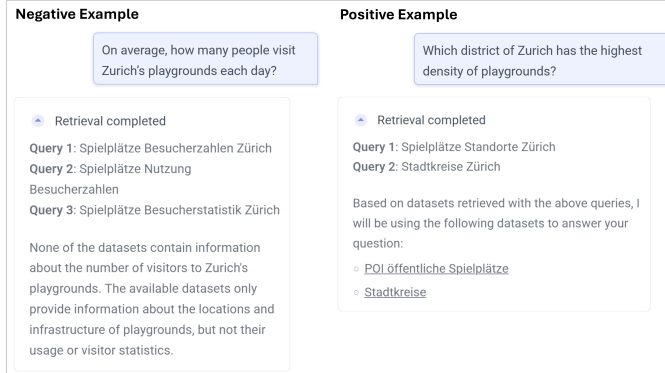 Negative Example
On average, how many people visit
Zurich's playgrounds each day?
Retrieval completed
Query 1: Spielplätze Besucherzahlen Zürich
Query 2: Spielplätze Nutzung
Besucherzahlen
Query 3: Spielplätze Besucherstatistik Zürich
None of the datasets contain information
about the number of visitors to Zurich's
playgrounds. The available datasets only
provide information about the locations and
infrastructure of playgrounds, but not their
usage or visitor statistics.
Positive Example
Which district of Zurich has the highest
density of playgrounds?
Retrieval completed
Query 1: Spielplätze Standorte Zürich
Query 2: Stadtkreise Zürich
Based on datasets retrieved with the above queries, I
will be using the following datasets to answer your
question:
POI öffentliche Spielplätze
Stadtkreise